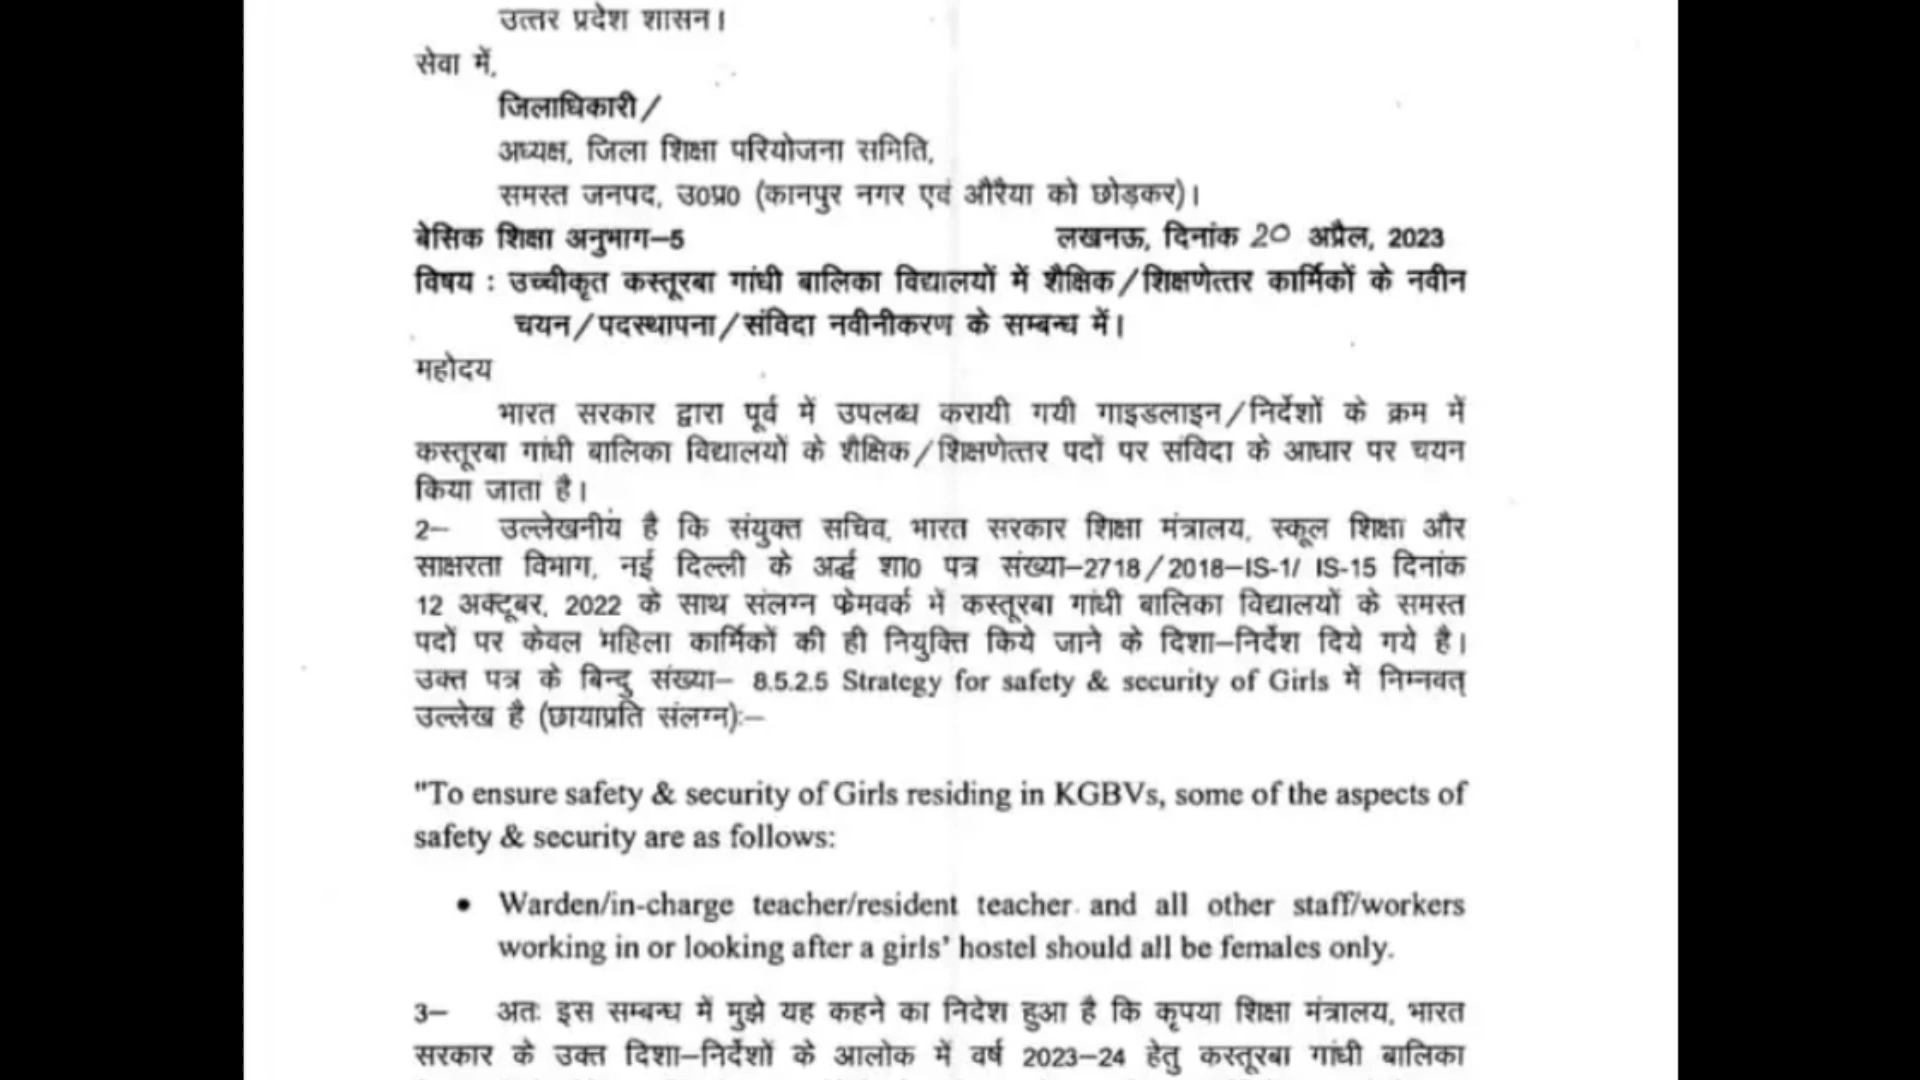 उत्तर प्रदेश शासन।
सेवा में,
जिलाधिकारी/
अध्यक्ष, जिला शिक्षा परियोजना समिति,
समस्त जनपद, उ0प्र0 (कानपुर नगर एवं औरैया को छोड़कर)।
बेसिक शिक्षा अनुभाग–5 लखनऊ, दिनांक 20 अप्रैल, 2023
विषय : उच्चीकृत कस्तूरबा गांधी बालिका विद्यालयों में शैक्षिक/शिक्षणेत्तर कार्मिकों के नवीन
चयन/पदस्थापना/संविदा नवीनीकरण के सम्बन्ध में।
महोदय
भारत सरकार द्वारा पूर्व में उपलब्ध करायी गयी गाइडलाइन/निर्देशों के क्रम में
कस्तूरबा गांधी बालिका विद्यालयों के शैक्षिक/शिक्षणेत्तर पदों पर संविदा के आधार पर चयन
किया जाता है।
2– उल्लेखनीय है कि संयुक्त सचिव, भारत सरकार शिक्षा मंत्रालय, स्कूल शिक्षा और
साक्षरता विभाग, नई दिल्ली के अर्द्ध शा0 पत्र संख्या–2718/2018–IS-1/ IS-15 दिनांक
12 अक्टूबर, 2022 के साथ संलग्न फ्रेमवर्क में कस्तूरबा गांधी बालिका विद्यालयों के समस्त
पदों पर केवल महिला कार्मिकों की ही नियुक्ति किये जाने के दिशा–निर्देश दिये गये है।
उक्त पत्र के बिन्दु संख्या– 8.5.2.5 Strategy for safety & security of Girls में निम्नवत्
उल्लेख है (छायाप्रति संलग्न):–
"To ensure safety & security of Girls residing in KGBVs, some of the aspects of
safety & security are as follows:
• Warden/in-charge teacher/resident teacher and all other staff/workers
working in or looking after a girls' hostel should all be females only.
3– अतः इस सम्बन्ध में मुझे यह कहने का निदेश हुआ है कि कृपया शिक्षा मंत्रालय, भारत
सरकार के उक्त दिशा–निर्देशों के आलोक में वर्ष 2023–24 हेतु कस्तूरबा गांधी बालिका